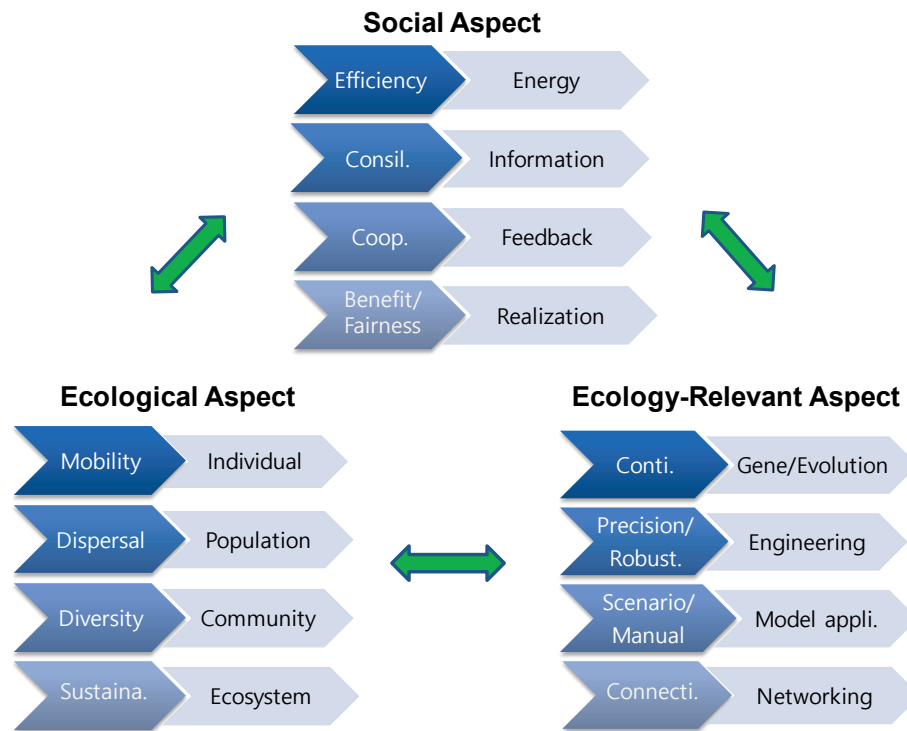 Social Aspect
Efficiency
Energy
Consil.
Information
Coop.
Feedback
Benefit/
Fairness
Realization
Ecological Aspect
Mobility
Individual
Dispersal
Population
Diversity
Community
Sustaina.
Ecosystem
Ecology-Relevant Aspect
Conti.
Gene/Evolution
Precision/
Robust.
Engineering
Scenario/
Manual
Model appli.
Connecti.
Networking